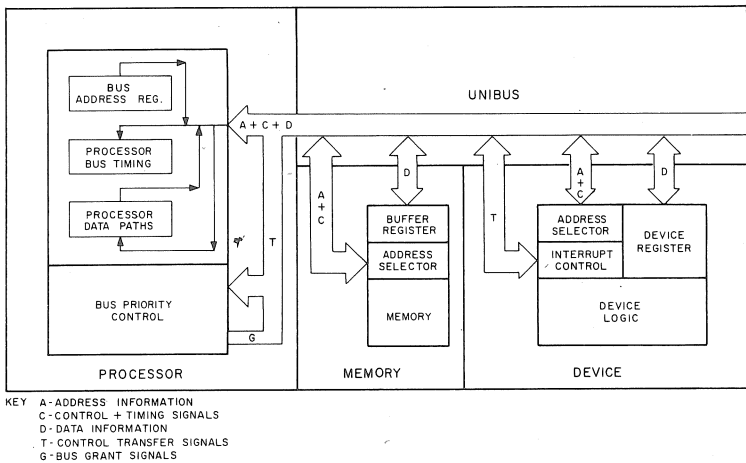 BUS
ADDRESS REG.
PROCESSOR
BUS TIMING
PROCESSOR
DATA PATHS
BUS PRIORITY
CONTROL
PROCESSOR
UNIBUS
A + C + D
T
G
A
+
C
D
BUFFER
REGISTER
ADDRESS
SELECTOR
MEMORY
MEMORY
T
A
+
C
D
ADDRESS
SELECTOR
INTERRUPT
CONTROL
DEVICE
REGISTER
DEVICE
LOGIC
DEVICE
KEY A-ADDRESS INFORMATION
C-CONTROL + TIMING SIGNALS
D-DATA INFORMATION
T-CONTROL TRANSFER SIGNALS
G-BUS GRANT SIGNALS